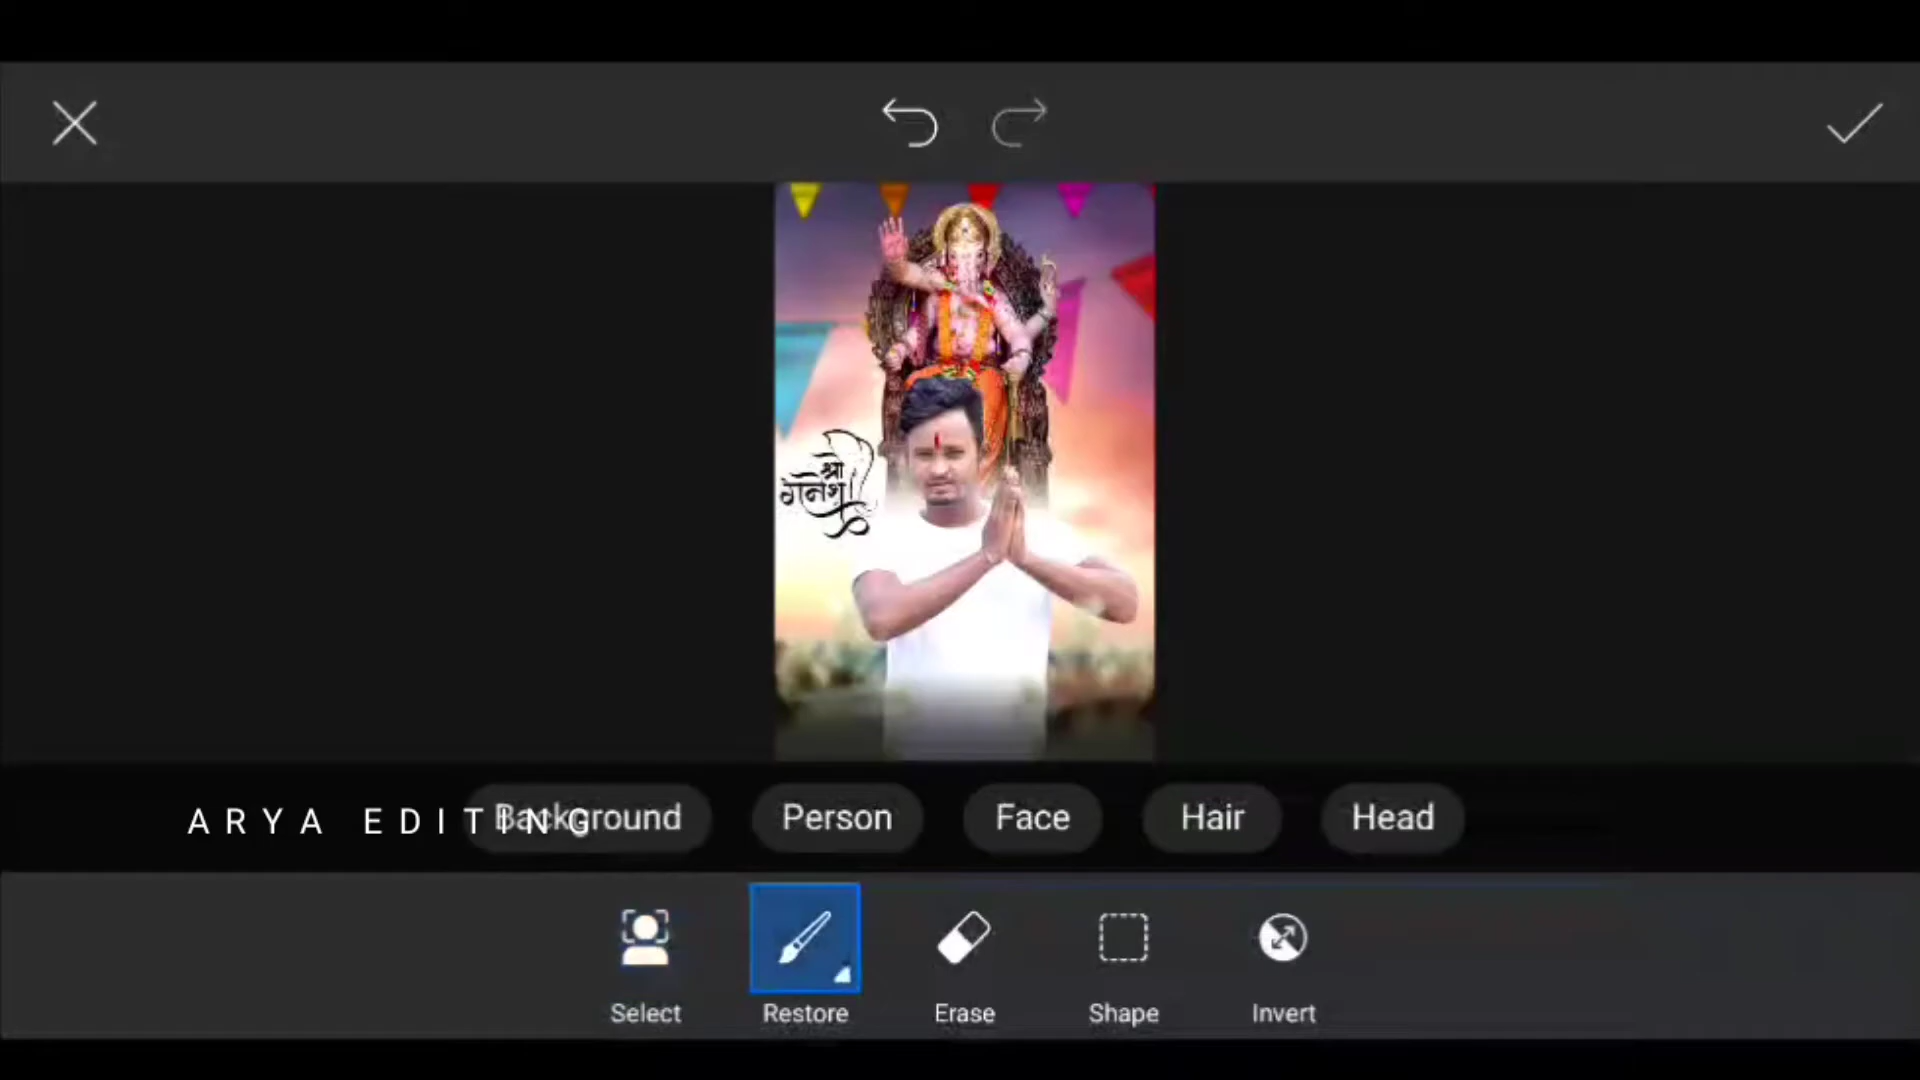 श्री
गनेश
ARYA EDITING
Background
Person
Face
Hair
Head
Select
Restore
Erase
Shape
Invert